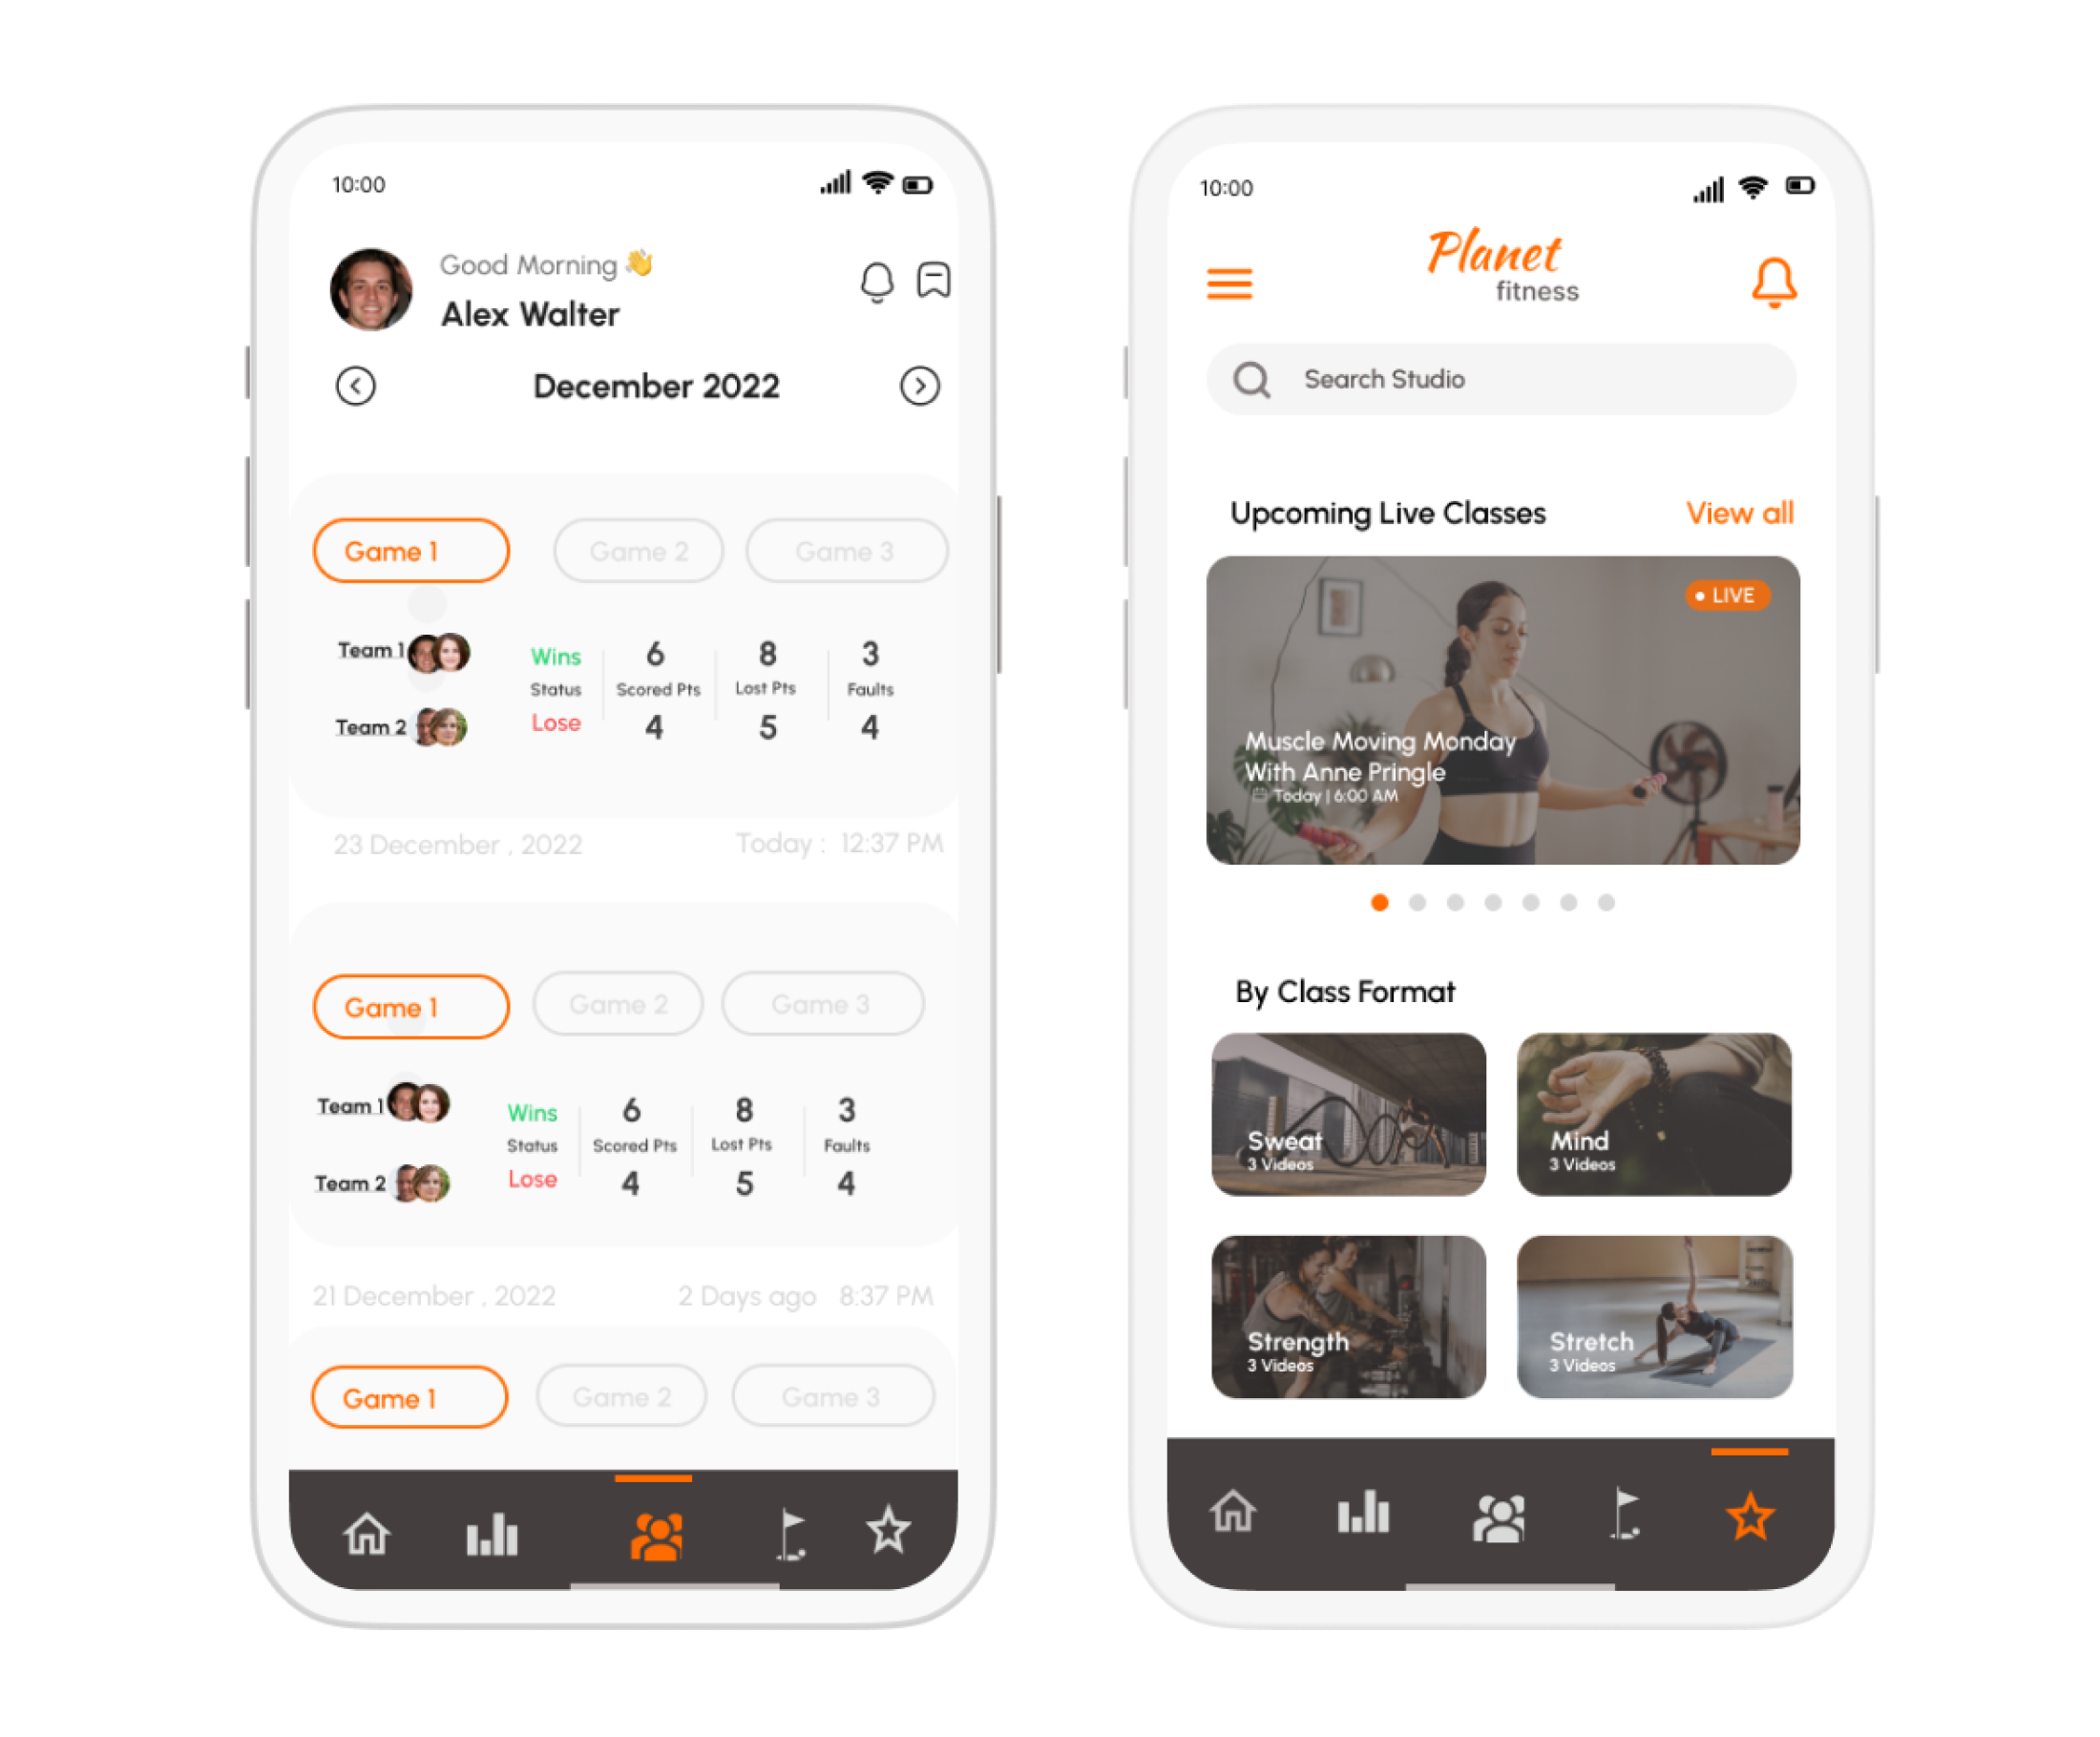 10:00
Good Morning 👋
Alex Walter
December 2022
Game 1 Game 2 Game 3
Team 1 Wins 6 8 3
Status Scored Pts Lost Pts Faults
Team 2 Lose 4 5 4
23 December , 2022 Today : 12:37 PM
Game 1 Game 2 Game 3
Team 1 Wins 6 8 3
Status Scored Pts Lost Pts Faults
Team 2 Lose 4 5 4
21 December , 2022 2 Days ago 8:37 PM
Game 1 Game 2 Game 3
10:00
Planet
fitness
Search Studio
Upcoming Live Classes View all
LIVE
Muscle Moving Monday
With Anne Pringle
Today | 6:00 AM
By Class Format
Sweat
3 Videos
Mind
3 Videos
Strength
3 Videos
Stretch
3 Videos